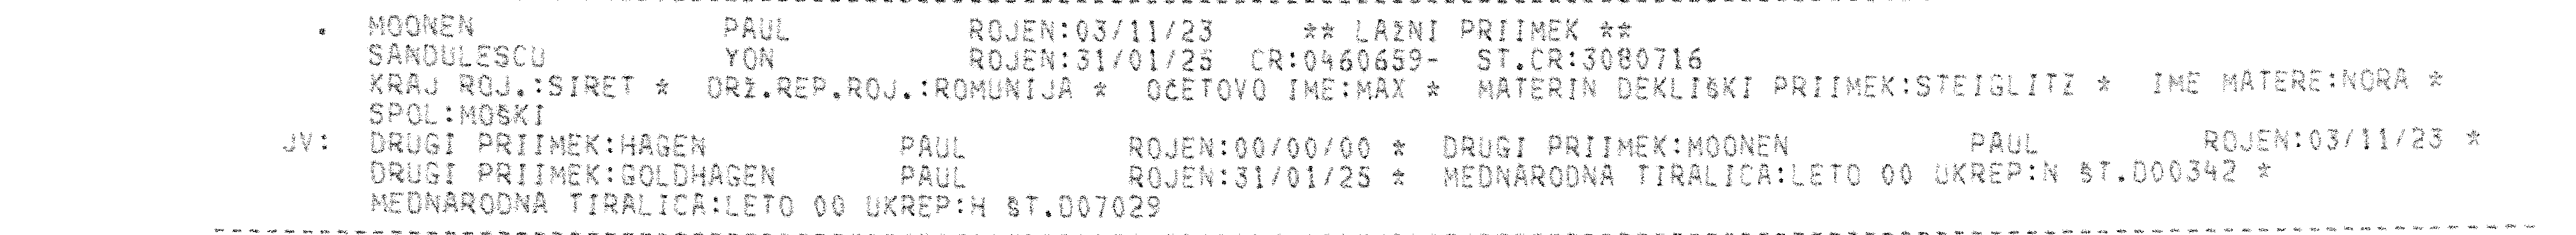 . MOONEN PAUL ROJEN:03/11/23 ** LAŽNI PRIIMEK **
SANDULESCU YON ROJEN:31/01/25 CR:0460659- ST.CR:3080716
KRAJ ROJ.:SIRET * DRŽ.REP.ROJ.:ROMUNIJA * OČETOVO IME:MAX * MATERIN DEKLIŠKI PRIIMEK:STEIGLITZ * IME MATERE:NORA *
SPOL:MOŠKI
JV: DRUGI PRIIMEK:HAGEN PAUL ROJEN:00/00/00 * DRUGI PRIIMEK:MOONEN PAUL ROJEN:03/11/23 *
DRUGI PRIIMEK:GOLDHAGEN PAUL ROJEN:31/01/25 * MEDNARODNA TIRALICA:LETO 00 UKREP:N ŠT.D00342 *
MEDNARODNA TIRALICA:LETO 00 UKREP:H ŠT.D07029